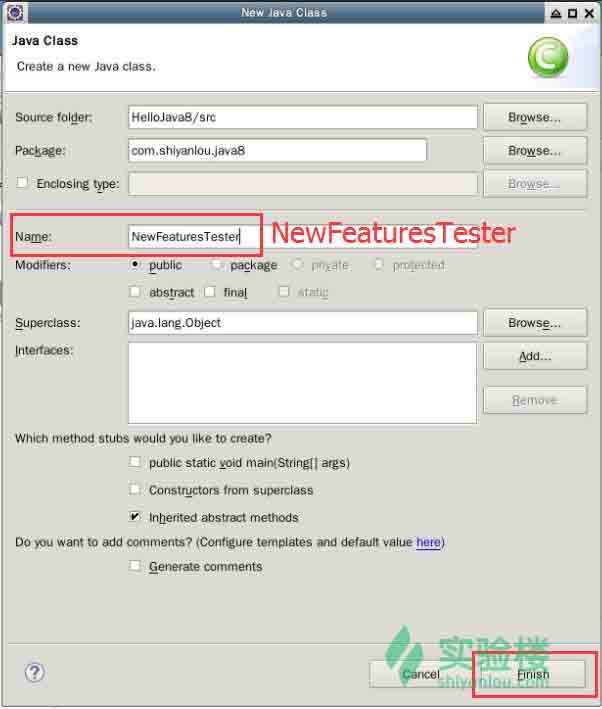 New Java Class
Java Class
Create a new Java class.
C
Source folder: HelloJava8/src Browse...
Package: com.shiyanlou.java8 Browse...
Enclosing type: Browse...
Name: NewFeaturesTester NewFeaturesTester
Modifiers: public package private protected
abstract final static
Superclass: java.lang.Object Browse...
Interfaces: Add...
Remove
Which method stubs would you like to create?
public static void main(String[] args)
Constructors from superclass
Inherited abstract methods
Do you want to add comments? (Configure templates and default value here)
Generate comments
实验楼
shiyanlou.com
? Cancel Finish